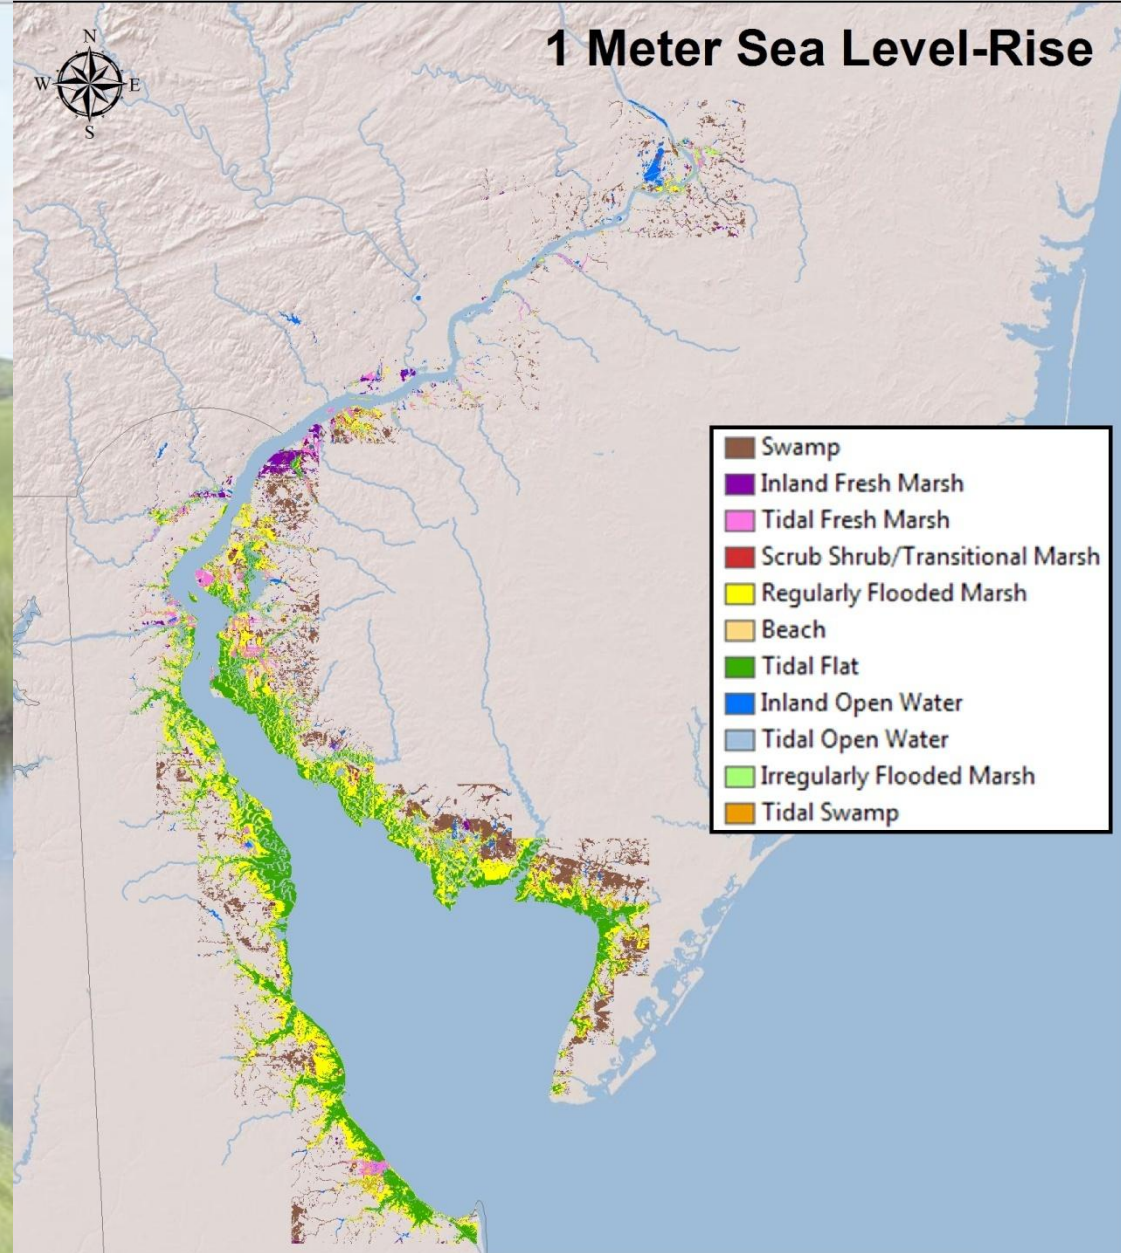 N
1 Meter Sea Level-Rise
W
E
S
Swamp
Inland Fresh Marsh
Tidal Fresh Marsh
Scrub Shrub/Transitional Marsh
Regularly Flooded Marsh
Beach
Tidal Flat
Inland Open Water
Tidal Open Water
Irregularly Flooded Marsh
Tidal Swamp